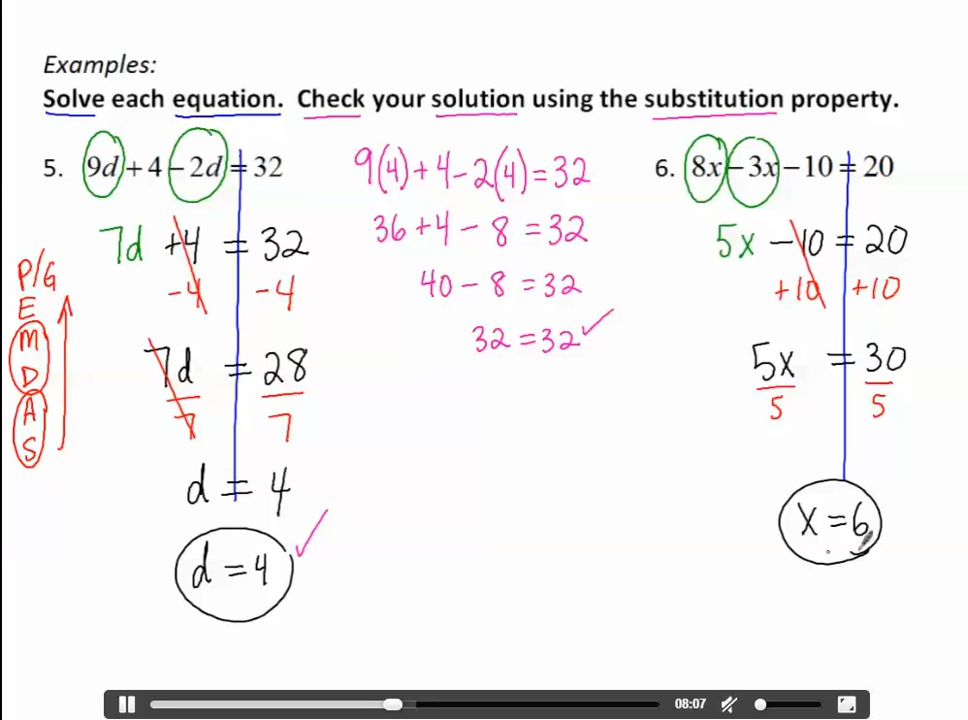 Examples:
Solve each equation. Check your solution using the substitution property.
5. 9d + 4 − 2d = 32
7d + 4 = 32
−4 −4
7d = 28
7 7
d = 4
d = 4 ✓
P/G
E
M
D
A
S
9(4) + 4 − 2(4) = 32
36 + 4 − 8 = 32
40 − 8 = 32
32 = 32 ✓
6. 8x − 3x − 10 = 20
5x − 10 = 20
+10 +10
5x = 30
5 5
x = 6
08:07